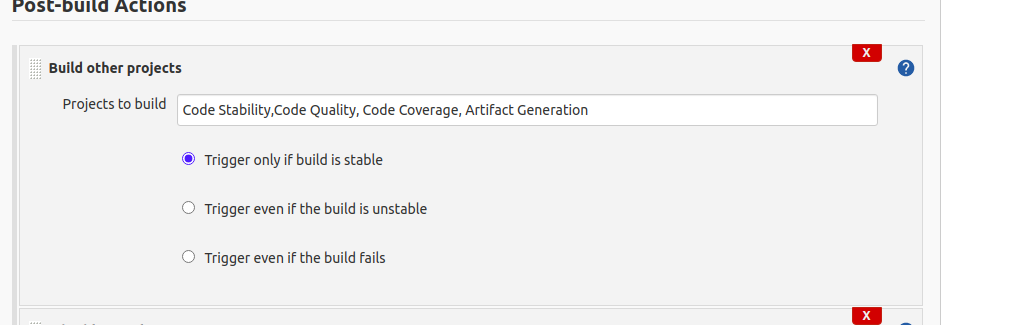 Post-build Actions
X
Build other projects
?
Projects to build
Code Stability,Code Quality, Code Coverage, Artifact Generation
Trigger only if build is stable
Trigger even if the build is unstable
Trigger even if the build fails
X